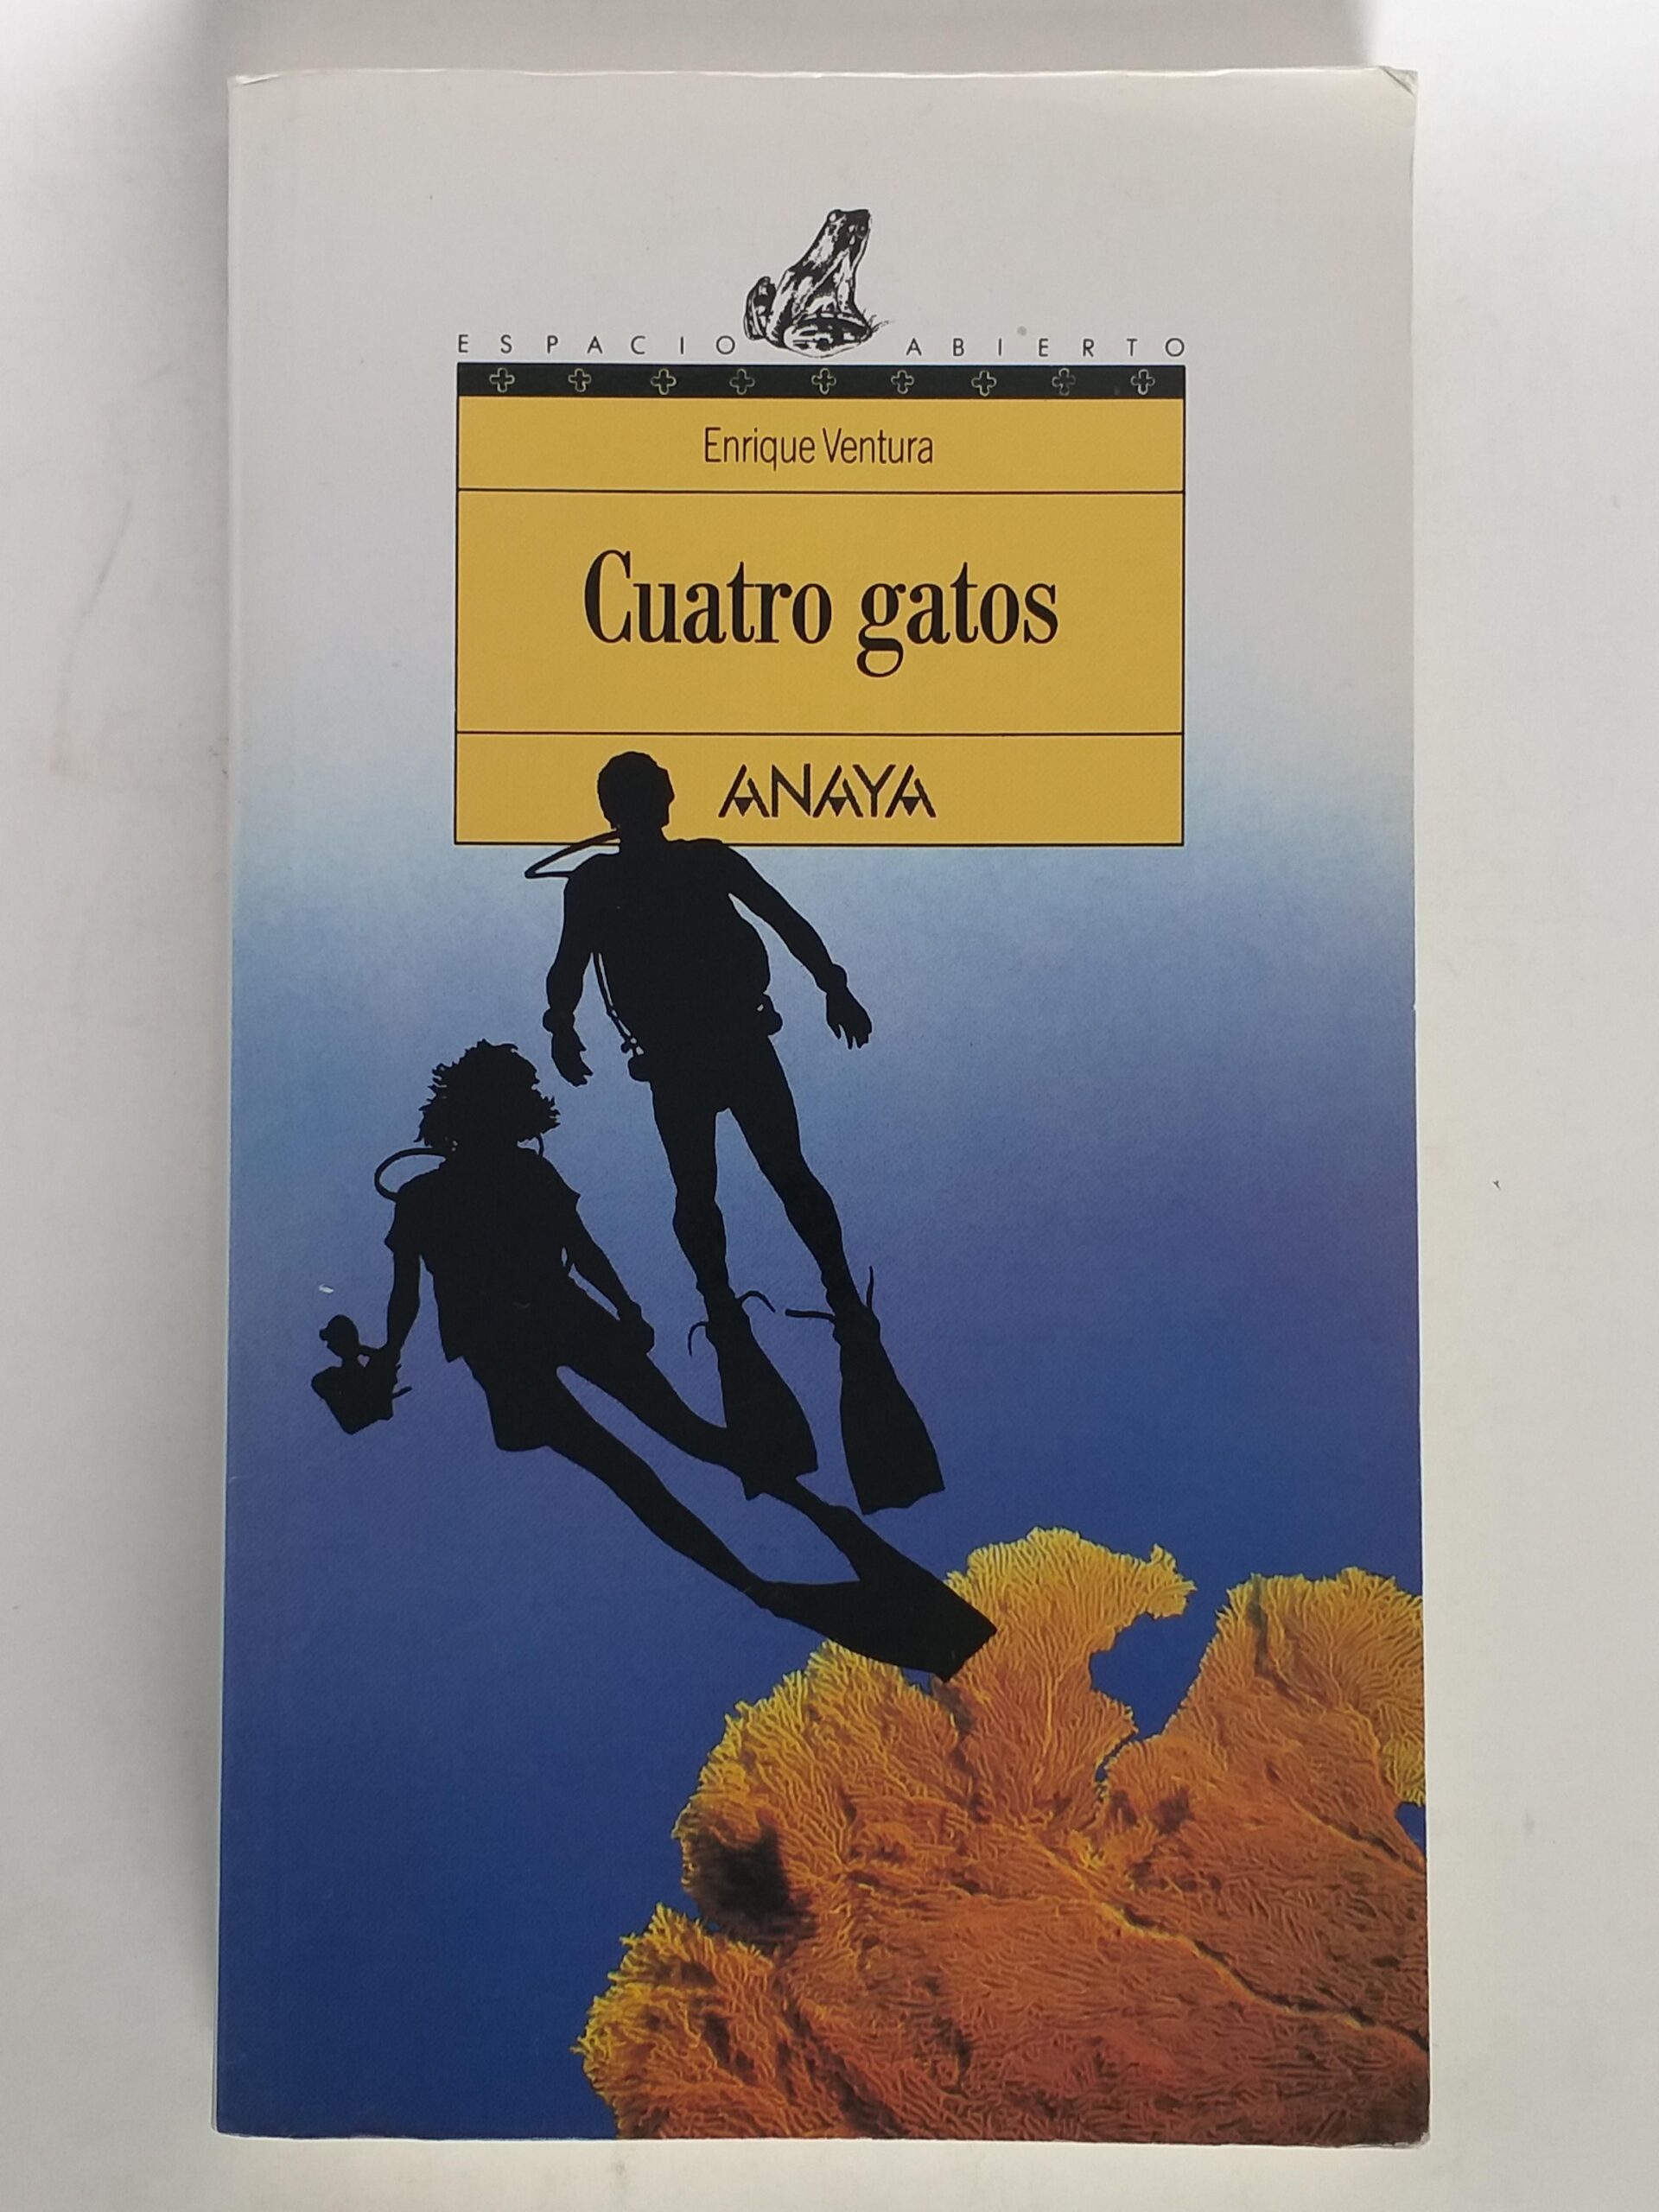 ESPACIO ABIERTO
Enrique Ventura
Cuatro gatos
ANAYA